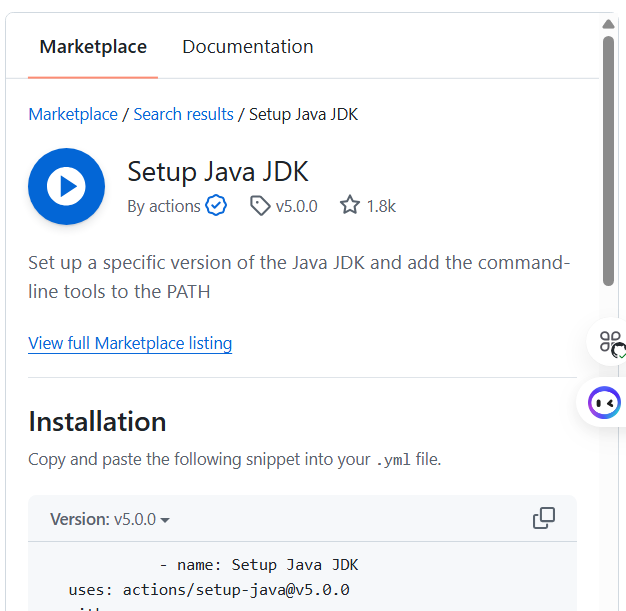 Marketplace Documentation
Marketplace / Search results / Setup Java JDK
Setup Java JDK
By actions v5.0.0 1.8k
Set up a specific version of the Java JDK and add the command-
line tools to the PATH
View full Marketplace listing
Installation
Copy and paste the following snippet into your .yml file.
Version: v5.0.0
- name: Setup Java JDK
uses: actions/setup-java@v5.0.0